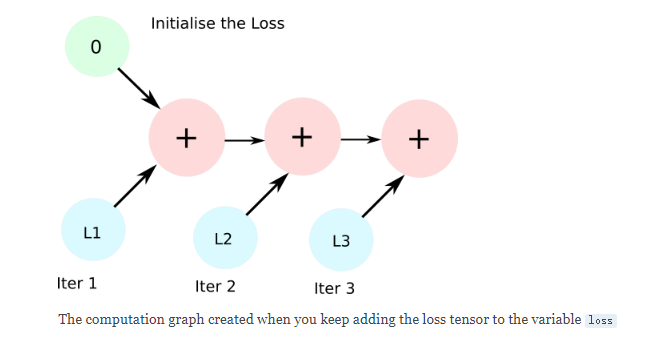 Initialise the Loss
0
+ + +
L1 L2 L3
Iter 1 Iter 2 Iter 3
The computation graph created when you keep adding the loss tensor to the variable loss